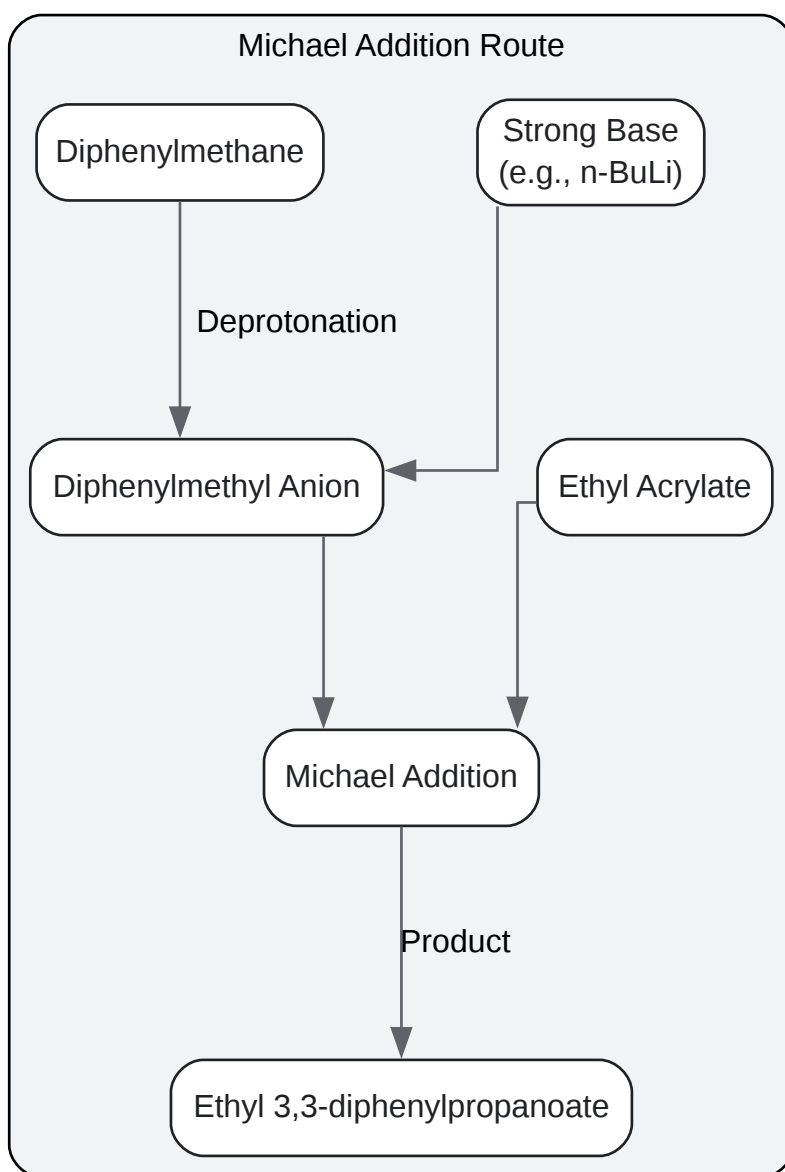 Michael Addition Route
Diphenylmethane
Strong Base
(e.g., n-BuLi)
Deprotonation
Diphenylmethyl Anion
Ethyl Acrylate
Michael Addition
Product
Ethyl 3,3-diphenylpropanoate